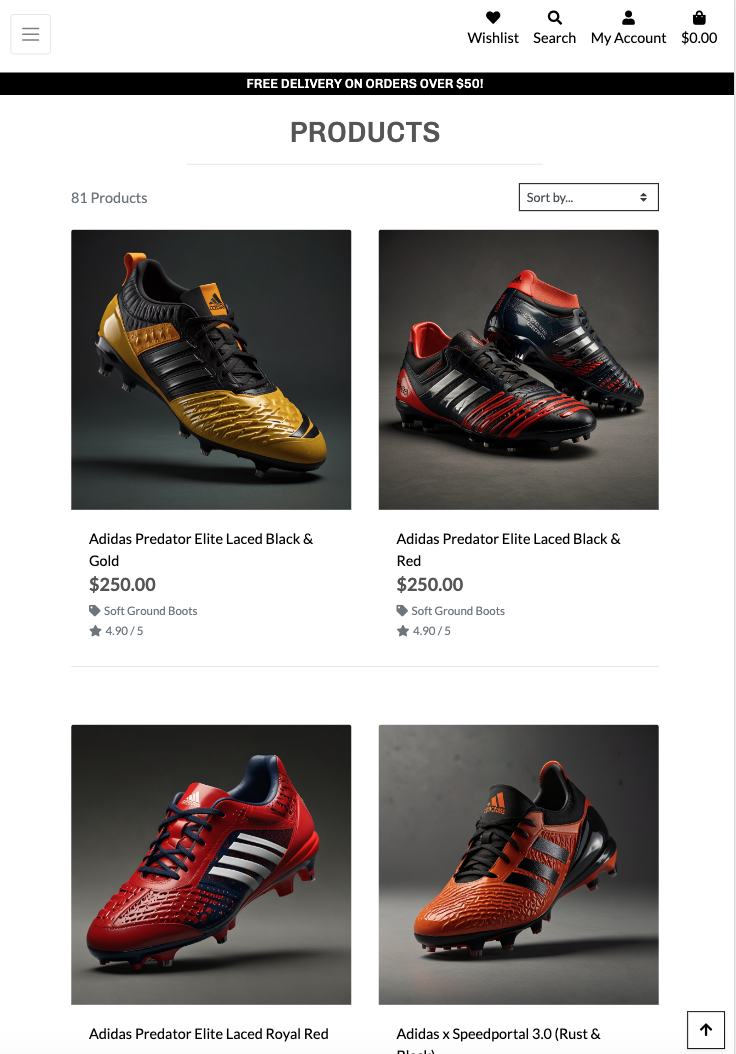 Wishlist Search My Account $0.00
FREE DELIVERY ON ORDERS OVER $50!
PRODUCTS
81 Products
Sort by...
Adidas Predator Elite Laced Black &
Gold
$250.00
Soft Ground Boots
4.90 / 5
Adidas Predator Elite Laced Black &
Red
$250.00
Soft Ground Boots
4.90 / 5
Adidas Predator Elite Laced Royal Red
Adidas x Speedportal 3.0 (Rust &
Black)